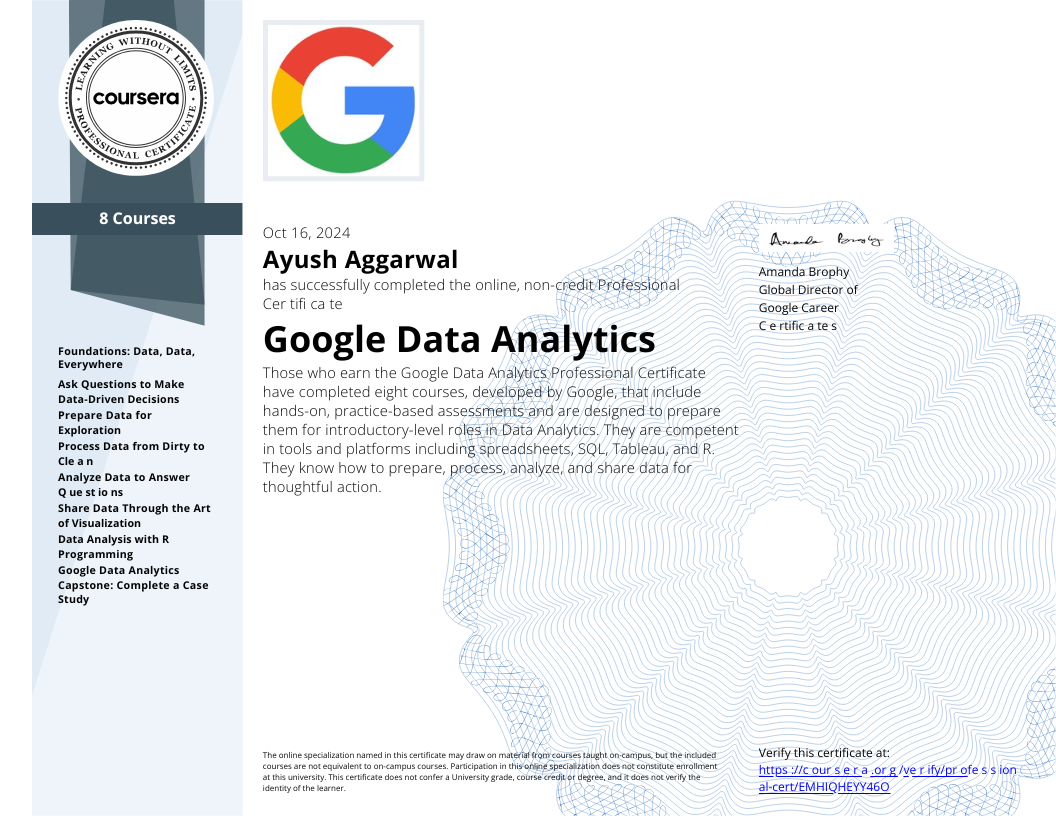 LEARNING WITHOUT LIMITS
coursera
PROFESSIONAL CERTIFICATE
8 Courses
Foundations: Data, Data,
Everywhere
Ask Questions to Make
Data-Driven Decisions
Prepare Data for
Exploration
Process Data from Dirty to
Cle a n
Analyze Data to Answer
Q ue st io ns
Share Data Through the Art
of Visualization
Data Analysis with R
Programming
Google Data Analytics
Capstone: Complete a Case
Study
G
Oct 16, 2024
Ayush Aggarwal
has successfully completed the online, non-credit Professional
Cer tifi ca te
Google Data Analytics
Those who earn the Google Data Analytics Professional Certificate
have completed eight courses, developed by Google, that include
hands-on, practice-based assessments and are designed to prepare
them for introductory-level roles in Data Analytics. They are competent
in tools and platforms including spreadsheets, SQL, Tableau, and R.
They know how to prepare, process, analyze, and share data for
thoughtful action.
Amanda Brophy
Amanda Brophy
Global Director of
Google Career
C e rtific a te s
The online specialization named in this certificate may draw on material from courses taught on-campus, but the included
courses are not equivalent to on-campus courses. Participation in this online specialization does not constitute enrollment
at this university. This certificate does not confer a University grade, course credit or degree, and it does not verify the
identity of the learner.
Verify this certificate at:
https ://c our s e r a .or g /ve r ify/pr ofe s s ion
al-cert/EMHIQHEYY46O